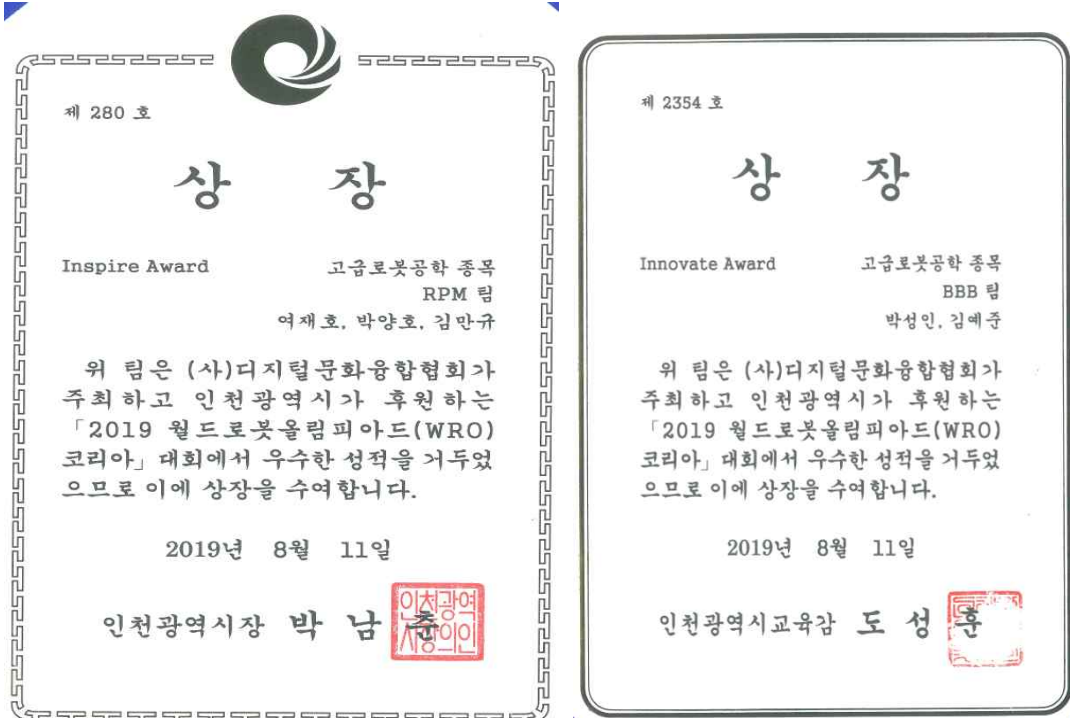 제 280 호
상 장
Inspire Award 고급로봇공학 종목
RPM 팀
여재호, 박양호, 김만규
위 팀은 (사)디지털문화융합협회가
주최하고 인천광역시가 후원하는
「2019 월드로봇올림피아드(WRO)
코리아」 대회에서 우수한 성적을 거두었
으므로 이에 상장을 수여합니다.
2019년 8월 11일
인천광역시장 박 남 춘
인천광역
시장의인
제 2354 호
상 장
Innovate Award 고급로봇공학 종목
BBB 팀
박성인, 김예준
위 팀은 (사)디지털문화융합협회가
주최하고 인천광역시가 후원하는
「2019 월드로봇올림피아드(WRO)
코리아」 대회에서 우수한 성적을 거두었
으므로 이에 상장을 수여합니다.
2019년 8월 11일
인천광역시교육감 도 성 훈